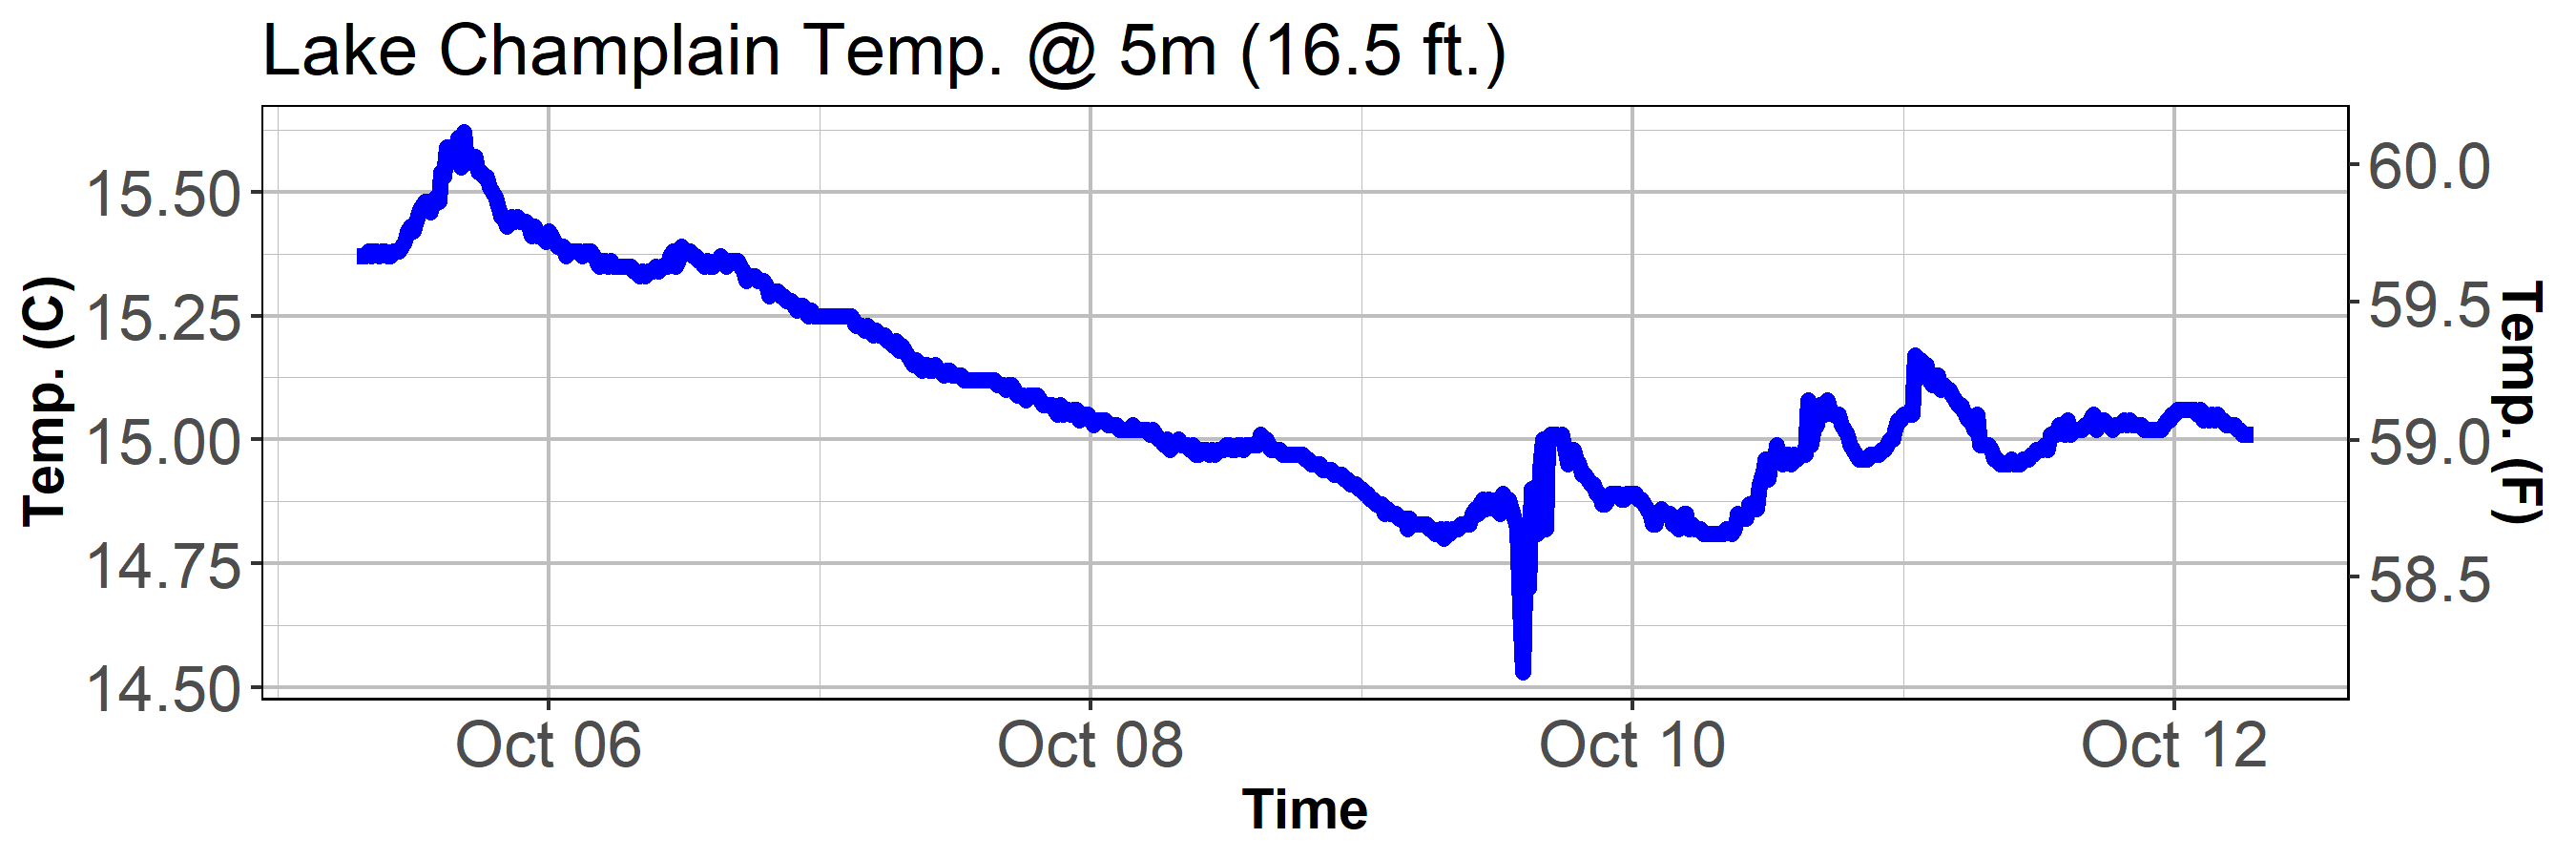 Lake Champlain Temp. @ 5m (16.5 ft.)
Temp. (C)
15.50
15.25
15.00
14.75
14.50
60.0
59.5
59.0
58.5
Temp. (F)
Oct 06
Oct 08
Oct 10
Oct 12
Time